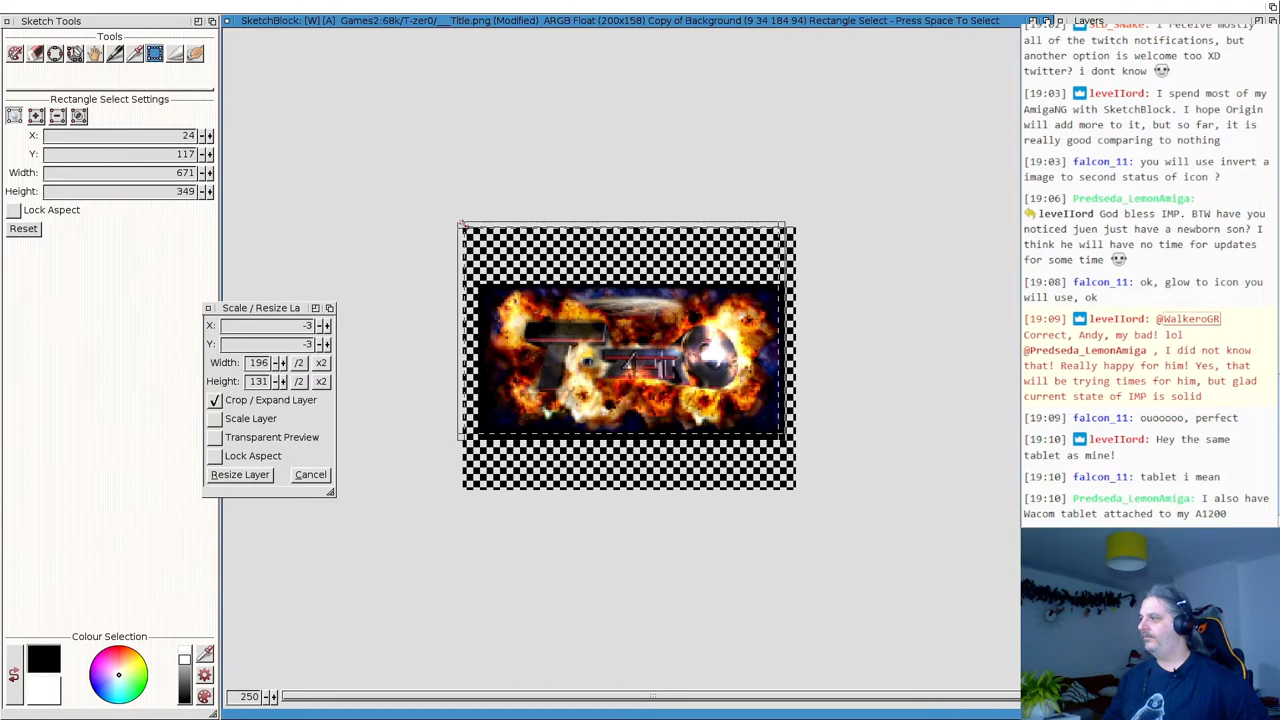 Sketch Tools
SketchBlock: [W] [A] Games2:68k/T-zer0/___Title.png (Modified) ARGB Float (200x158) Copy of Background (9 34 184 94) Rectangle Select - Press Space To Select
Layers
Tools
Rectangle Select Settings
X: 24
Y: 117
Width: 671
Height: 349
Lock Aspect
Reset
Scale / Resize La
X: -3
Y: -3
Width: 196 /2 x2
Height: 131 /2 x2
Crop / Expand Layer
Scale Layer
Transparent Preview
Lock Aspect
Resize Layer Cancel
Colour Selection
250
all of the twitch notifications, but
another option is welcome too XD
twitter? i dont know
[19:03] leveIIord: I spend most of my
AmigaNG with SketchBlock. I hope Origin
will add more to it, but so far, it is
really good comparing to nothing
[19:03] falcon_11: you will use invert a
image to second status of icon ?
[19:06] Predseda_LemonAmiga:
leveIIord God bless IMP. BTW have you
noticed juen just have a newborn son? I
think he will have no time for updates
for some time
[19:08] falcon_11: ok, glow to icon you
will use, ok
[19:09] leveIIord: @WalkeroGR
Correct, Andy, my bad! lol
@Predseda_LemonAmiga , I did not know
that! Really happy for him! Yes, that
will be trying times for him, but glad
current state of IMP is solid
[19:09] falcon_11: ouoooou, perfect
[19:10] leveIIord: Hey the same
tablet as mine!
[19:10] falcon_11: tablet i mean
[19:10] Predseda_LemonAmiga: I also have
Wacom tablet attached to my A1200